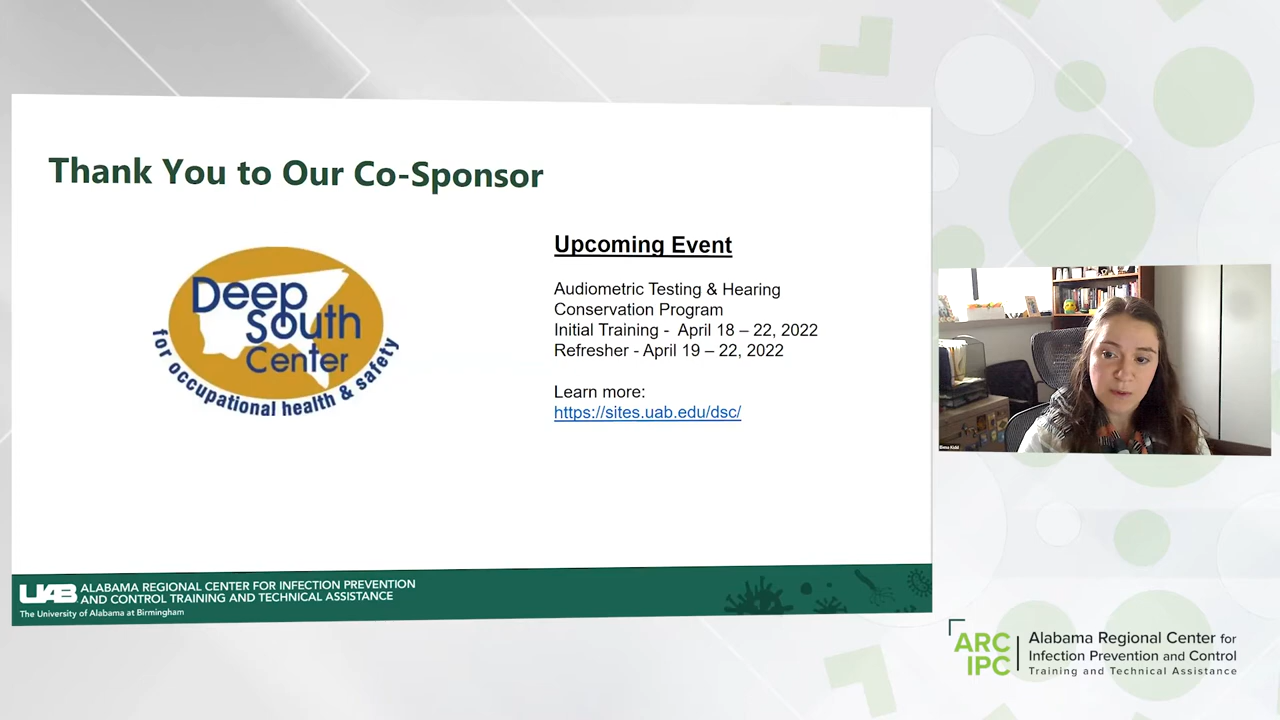 Thank You to Our Co-Sponsor
Deep
South
Center
for occupational health & safety
Upcoming Event
Audiometric Testing & Hearing
Conservation Program
Initial Training - April 18 – 22, 2022
Refresher - April 19 – 22, 2022
Learn more:
https://sites.uab.edu/dsc/
UAB ALABAMA REGIONAL CENTER FOR INFECTION PREVENTION
AND CONTROL TRAINING AND TECHNICAL ASSISTANCE
The University of Alabama at Birmingham
ARC
IPC
Alabama Regional Center for
Infection Prevention and Control
Training and Technical Assistance